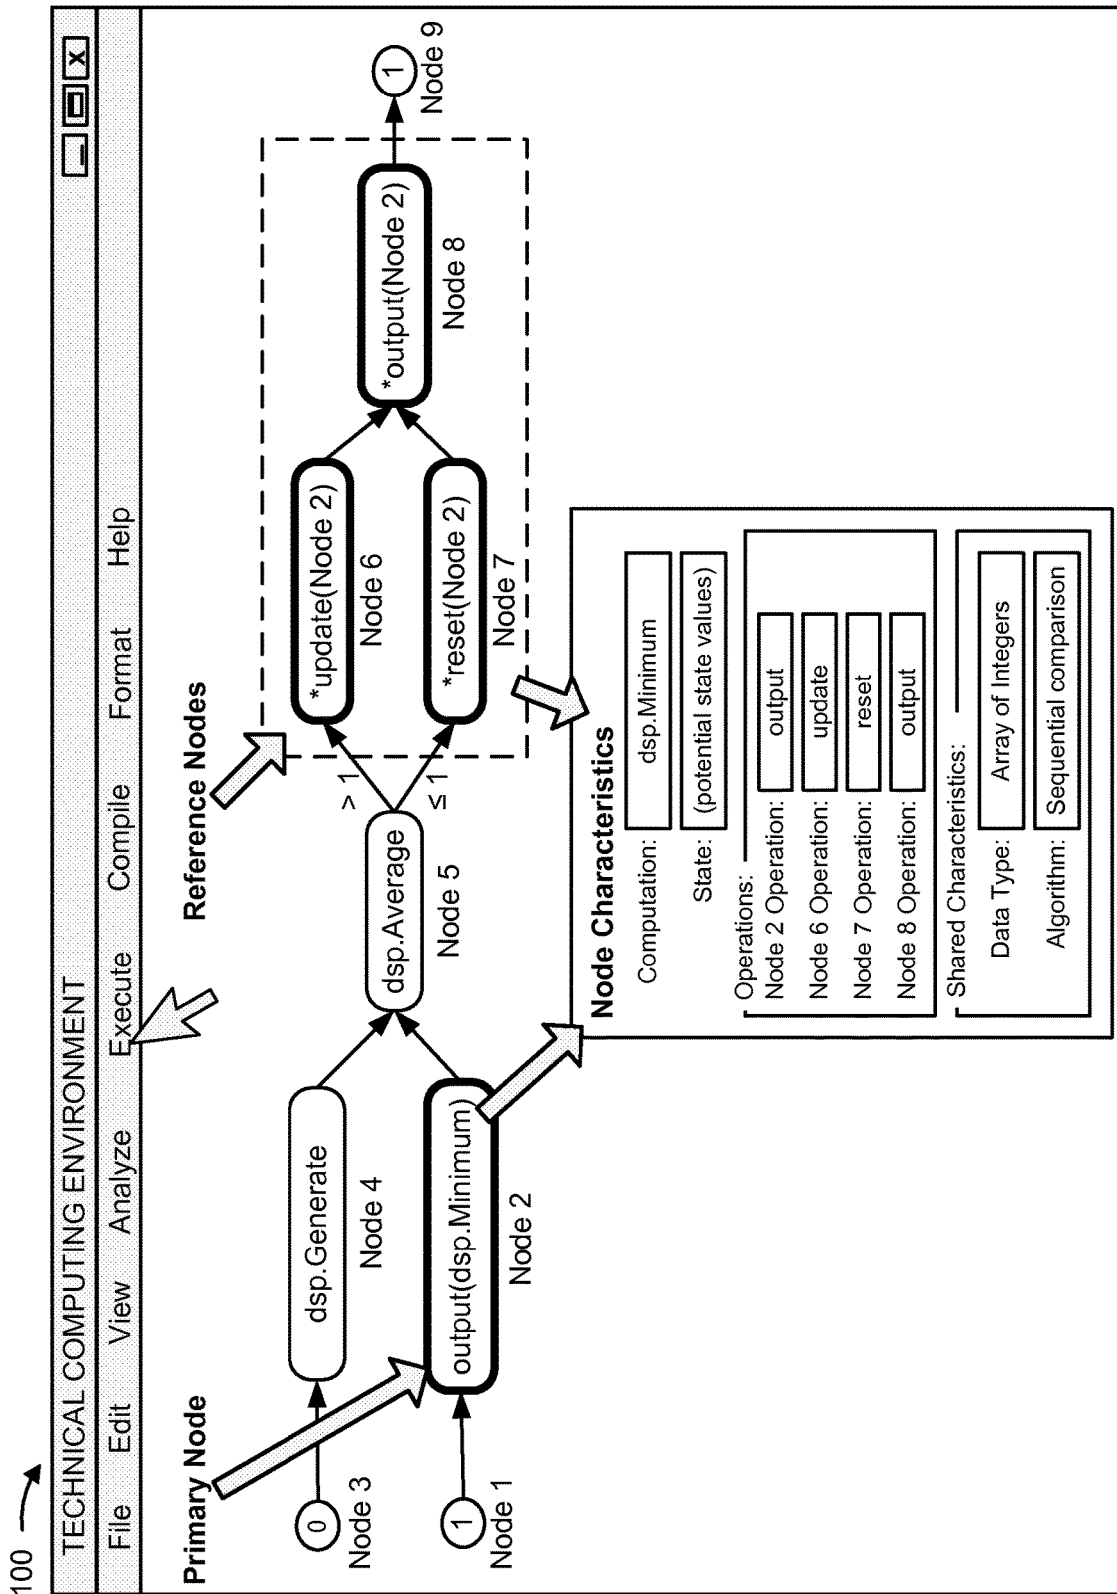 100
TECHNICAL COMPUTING ENVIRONMENT
_ X
File Edit View Analyze Execute Compile Format Help
Primary Node
Reference Nodes
0
Node 3
dsp.Generate
Node 4
1
Node 1
output(dsp.Minimum)
Node 2
dsp.Average
Node 5
> 1
≤ 1
*update(Node 2)
Node 6
*reset(Node 2)
Node 7
*output(Node 2)
Node 8
1
Node 9
Node Characteristics
Computation: dsp.Minimum
State: (potential state values)
Operations:
Node 2 Operation: output
Node 6 Operation: update
Node 7 Operation: reset
Node 8 Operation: output
Shared Characteristics:
Data Type: Array of Integers
Algorithm: Sequential comparison